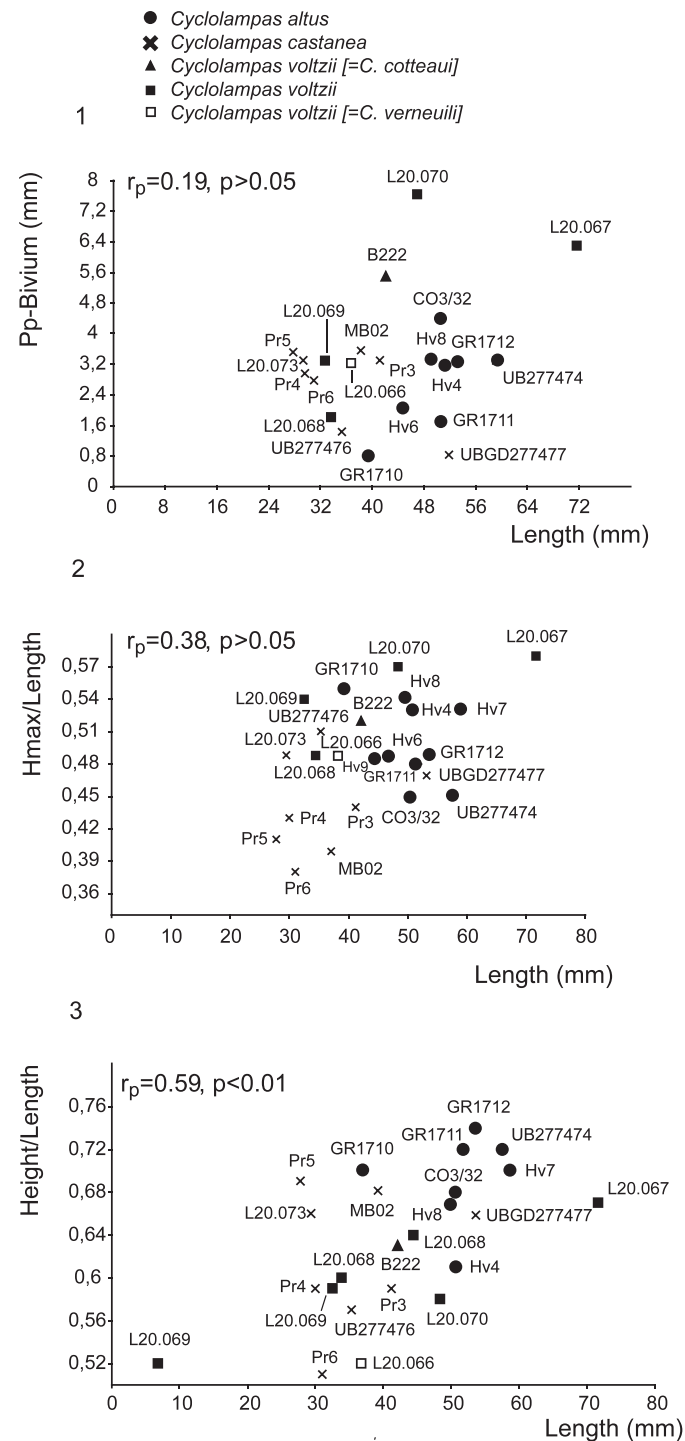 Cyclolampas altus
Cyclolampas castanea
Cyclolampas voltzii [=C. cotteaui]
Cyclolampas voltzii
Cyclolampas voltzii [=C. verneuili]
1
rp=0.19, p>0.05
Pp-Bivium (mm)
8
7,2
6,4
5,6
4,8
4
3,2
2,4
1,6
0,8
0
L20.070
L20.067
B222
CO3/32
L20.069
MB02
Hv8
GR1712
Pr5
L20.073
Pr3
UB277474
Pr4
Hv4
L20.066
Pr6
L20.068
Hv6
GR1711
UB277476
UBGD277477
GR1710
0 8 16 24 32 40 48 56 64 72
Length (mm)
2
rp=0.38, p>0.05
Hmax/Length
0,57
0,54
0,51
0,48
0,45
0,42
0,39
0,36
L20.067
L20.070
GR1710
Hv8
L20.069
B222
Hv4
Hv7
UB277476
L20.073
L20.066
Hv6
GR1712
L20.068
Hv9
GR1711
UBGD277477
Pr4
Pr3
CO3/32
UB277474
Pr5
MB02
Pr6
0 10 20 30 40 50 60 70 80
Length (mm)
3
rp=0.59, p<0.01
Height/Length
0,76
0,72
0,68
0,64
0,6
0,56
0,52
GR1712
GR1711
UB277474
GR1710
Pr5
Hv7
CO3/32
L20.067
L20.073
MB02
Hv8
UBGD277477
L20.068
L20.068
B222
Hv4
Pr4
L20.069
Pr3
L20.070
UB277476
L20.069
Pr6
L20.066
0 10 20 30 40 50 60 70 80
Length (mm)